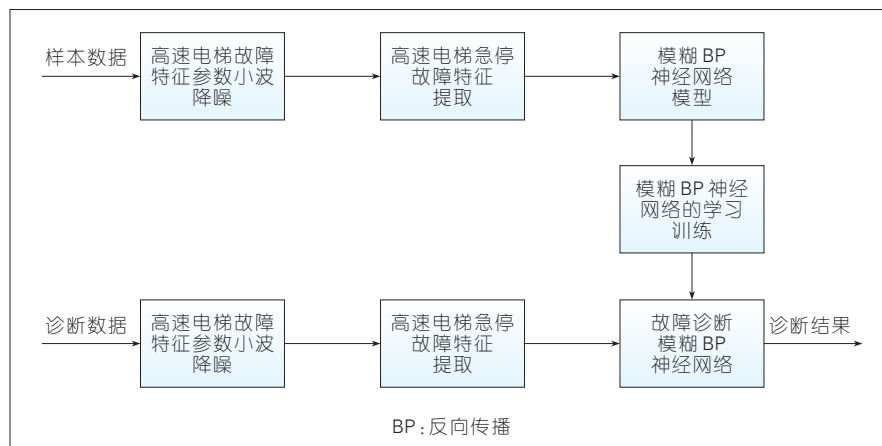 样本数据
高速电梯故障
特征参数小波
降噪
高速电梯急停
故障特征
提取
模糊 BP
神经网络
模型
模糊 BP 神经
网络的学习
训练
诊断数据
高速电梯故障
特征参数小波
降噪
高速电梯急停
故障特征
提取
故障诊断
模糊 BP
神经网络
诊断结果
BP：反向传播